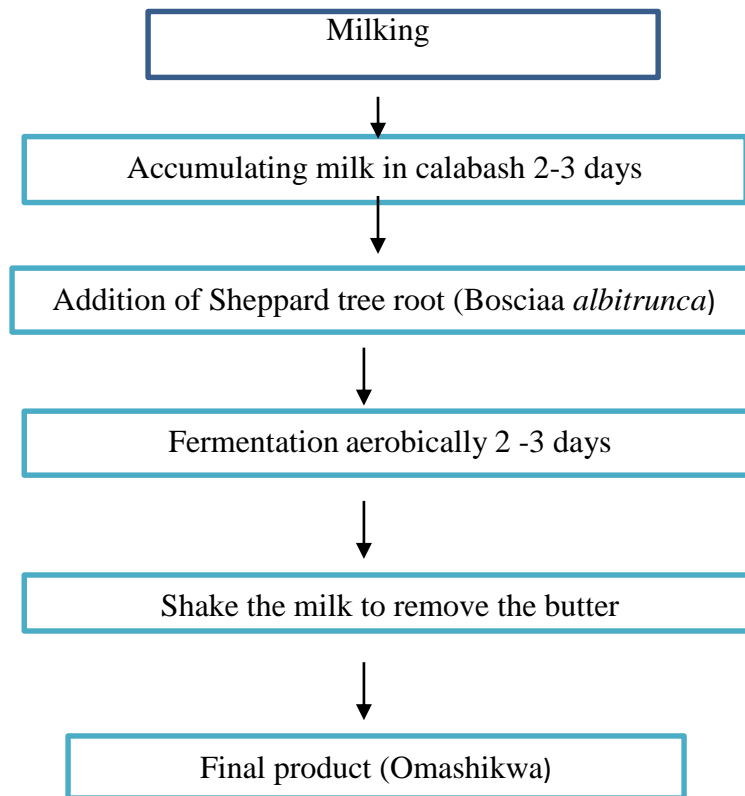 Milking
Accumulating milk in calabash 2-3 days
Addition of Sheppard tree root (Bosciaa albitrunca)
Fermentation aerobically 2 -3 days
Shake the milk to remove the butter
Final product (Omashikwa)